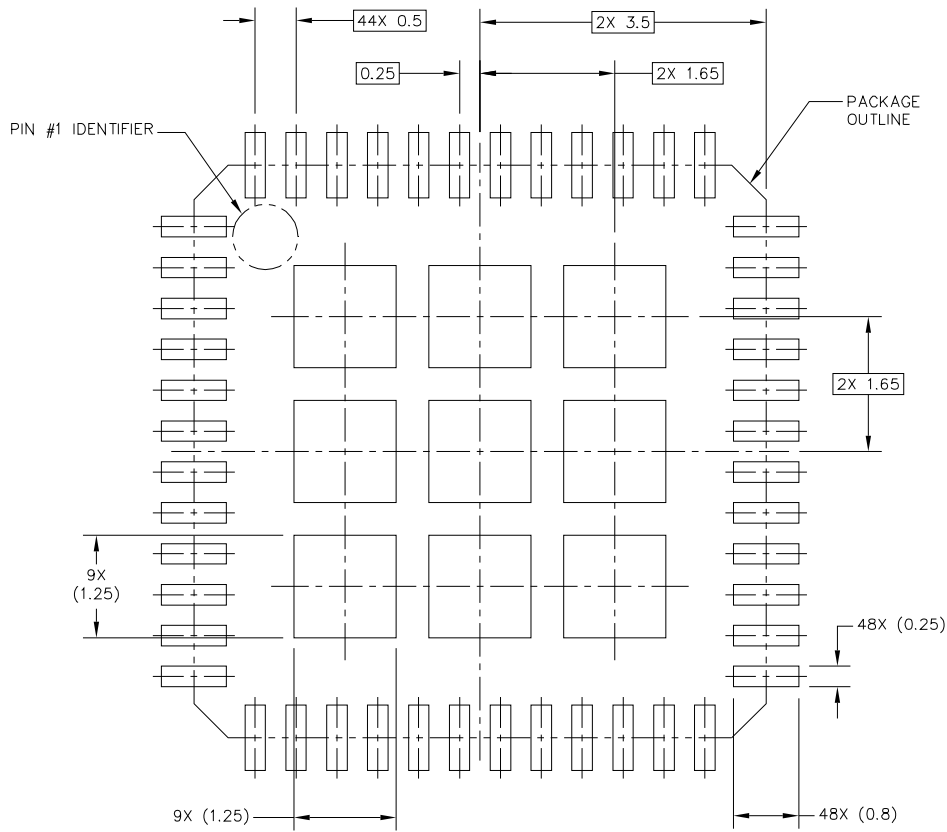 44X 0.5
2X 3.5
0.25
2X 1.65
PIN #1 IDENTIFIER
PACKAGE
OUTLINE
2X 1.65
9X
(1.25)
48X (0.25)
9X (1.25)
48X (0.8)